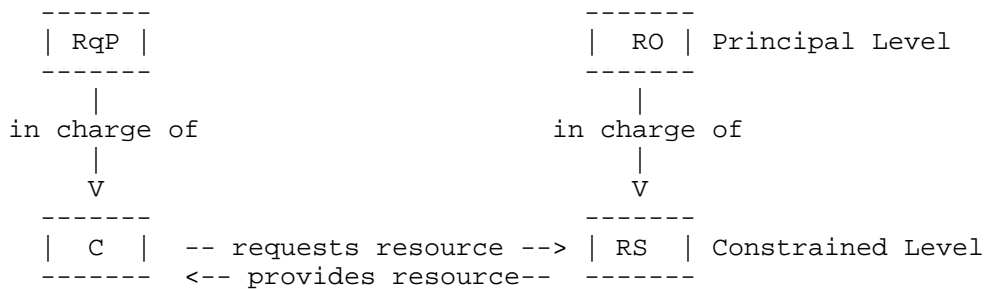 -------                               -------
| RqP |                             |  RO | Principal Level
-------                               -------
|                                     |
in charge of                          in charge of
|                                     |
V                                     V
-------                               -------
|  C  |  -- requests resource --> | RS  | Constrained Level
-------  <-- provides resource--  -------